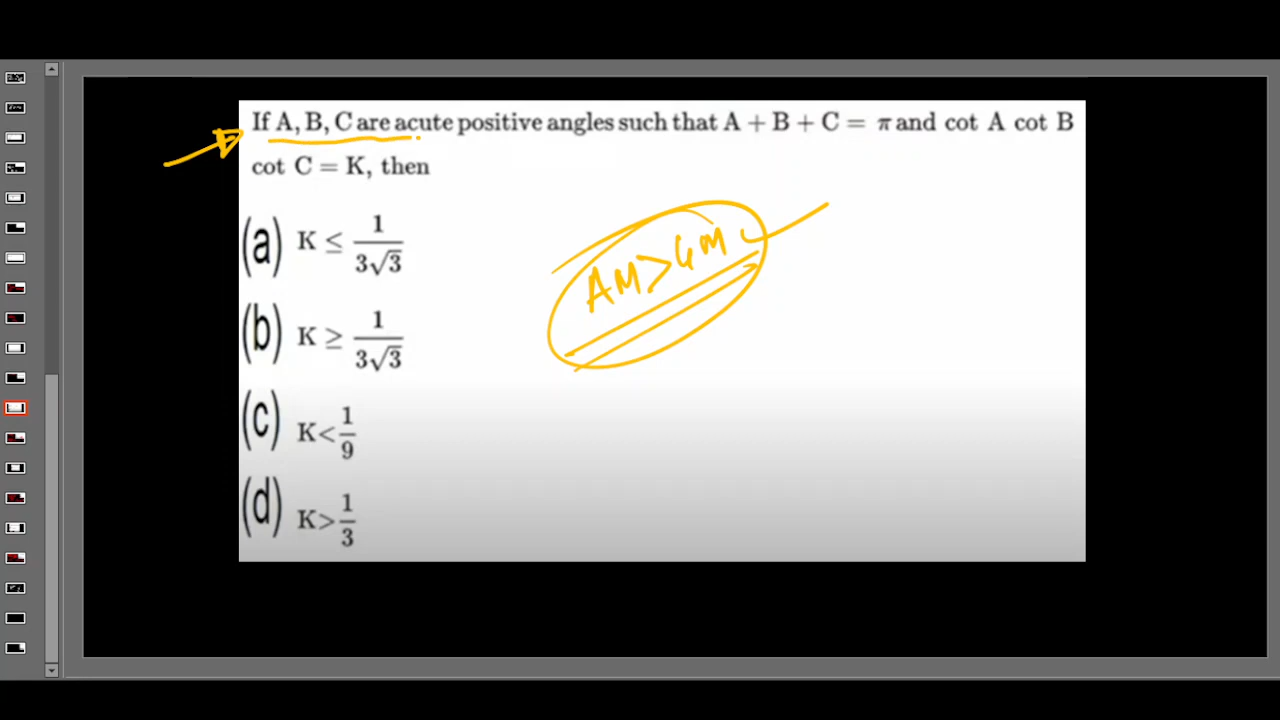 If A, B, C are acute positive angles such that A + B + C = π and cot A cot B
cot C = K, then
(a) K ≤ 1/(3√3)
(b) K ≥ 1/(3√3)
(c) K< 1/9
(d) K> 1/3
AM > GM